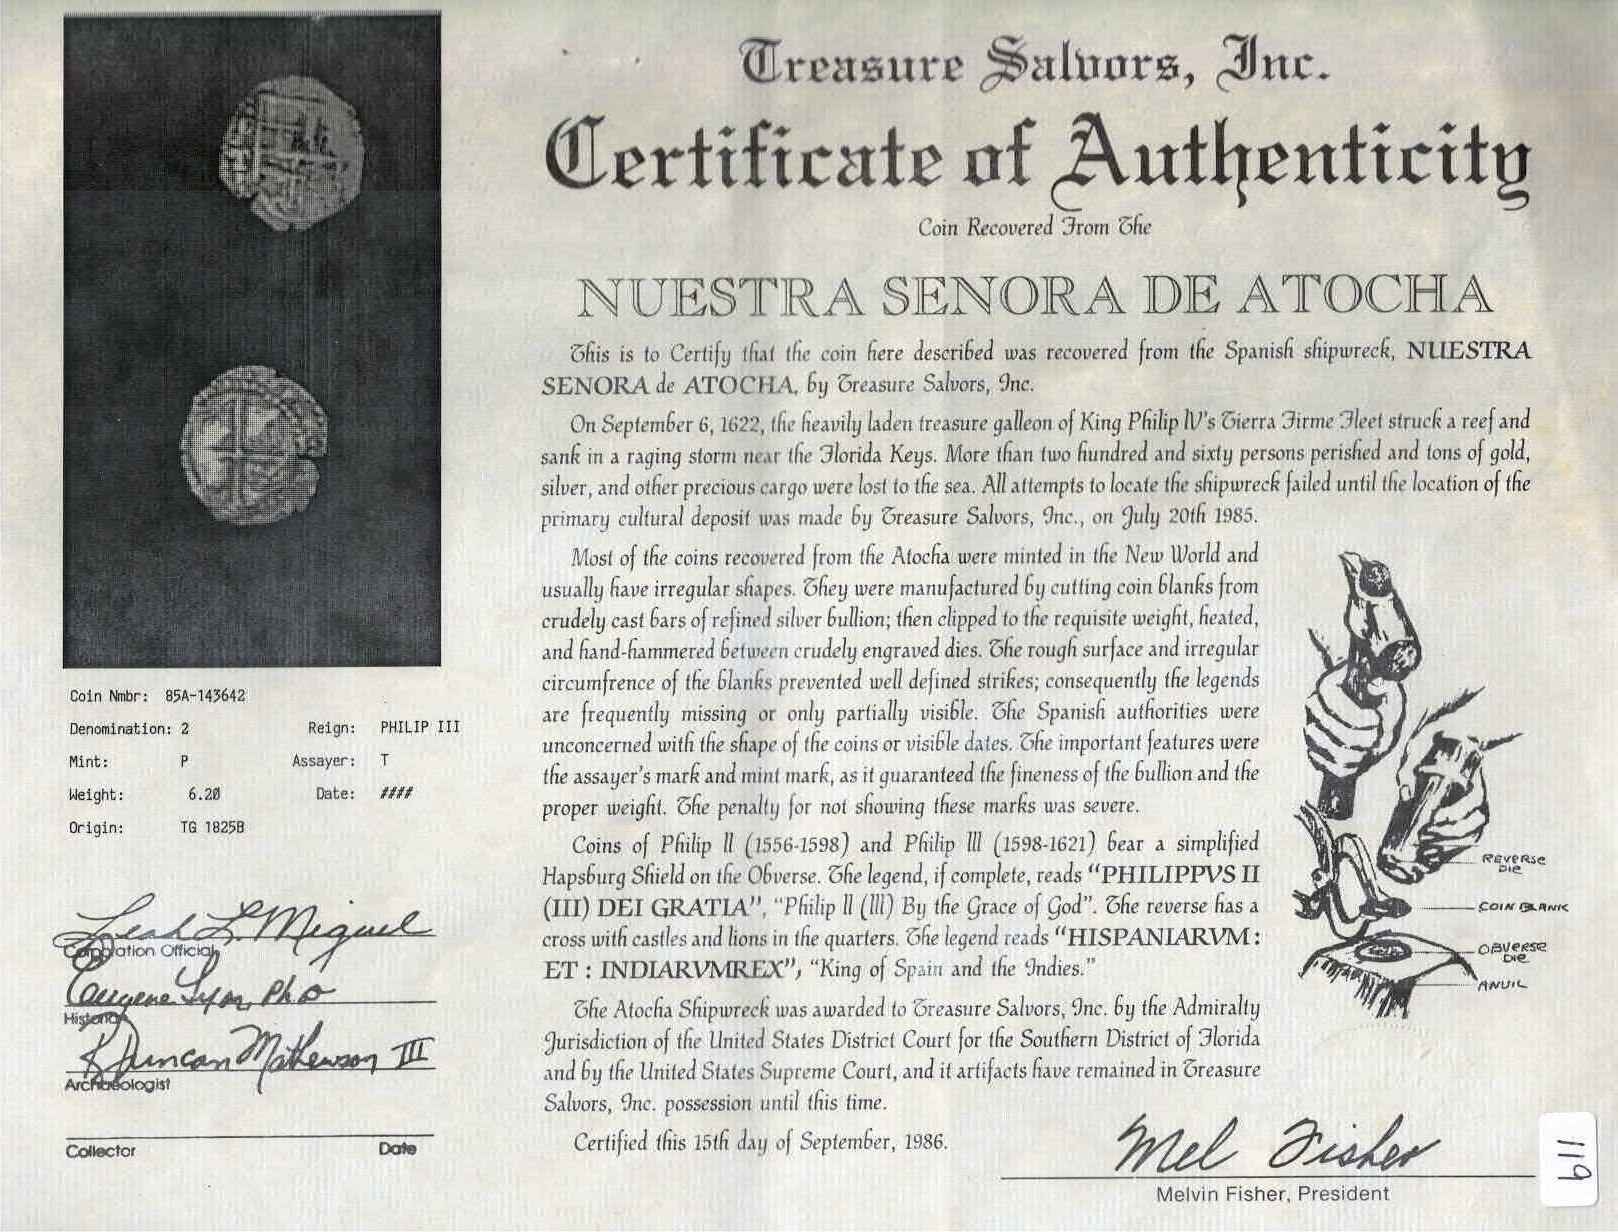 Treasure Salvors, Inc.
Certificate of Authenticity
Coin Recovered From The
NUESTRA SENORA DE ATOCHA
This is to Certify that the coin here described was recovered from the Spanish shipwreck, NUESTRA
SENORA de ATOCHA, by Treasure Salvors, Inc.
On September 6, 1622, the heavily laden treasure galleon of King Philip IV's Tierra Firme Fleet struck a reef and
sank in a raging storm near the Florida Keys. More than two hundred and sixty persons perished and tons of gold,
silver, and other precious cargo were lost to the sea. All attempts to locate the shipwreck failed until the location of the
primary cultural deposit was made by Treasure Salvors, Inc., on July 20th 1985.
Most of the coins recovered from the Atocha were minted in the New World and
usually have irregular shapes. They were manufactured by cutting coin blanks from
crudely cast bars of refined silver bullion; then clipped to the requisite weight, heated,
and hand-hammered between crudely engraved dies. The rough surface and irregular
circumfrence of the blanks prevented well defined strikes; consequently the legends
are frequently missing or only partially visible. The Spanish authorities were
unconcerned with the shape of the coins or visible dates. The important features were
the assayer's mark and mint mark, as it guaranteed the fineness of the bullion and the
proper weight. The penalty for not showing these marks was severe.
Coins of Philip II (1556-1598) and Philip III (1598-1621) bear a simplified
Hapsburg Shield on the Obverse. The legend, if complete, reads "PHILIPPVS II
(III) DEI GRATIA", "Philip II (III) By the Grace of God". The reverse has a
cross with castles and lions in the quarters. The legend reads "HISPANIARVM :
ET : INDIARVMREX", "King of Spain and the Indies."
The Atocha Shipwreck was awarded to Treasure Salvors, Inc. by the Admiralty
Jurisdiction of the United States District Court for the Southern District of Florida
and by the United States Supreme Court, and it artifacts have remained in Treasure
Salvors, Inc. possession until this time.
Certified this 15th day of September, 1986.
REVERSE
DIE
COIN BLANK
OBVERSE
DIE
ANVIL
Mel Fisher
Melvin Fisher, President
119
Coin Nmbr: 85A-143642
Denomination: 2 Reign: PHILIP III
Mint: P Assayer: T
Weight: 6.20 Date: ####
Origin: TG 1825B
Leah L. Miguel
Corporation Official
Eugene Lyon, Ph.D
Historian
R Duncan Mathewson III
Archaeologist
Collector Date